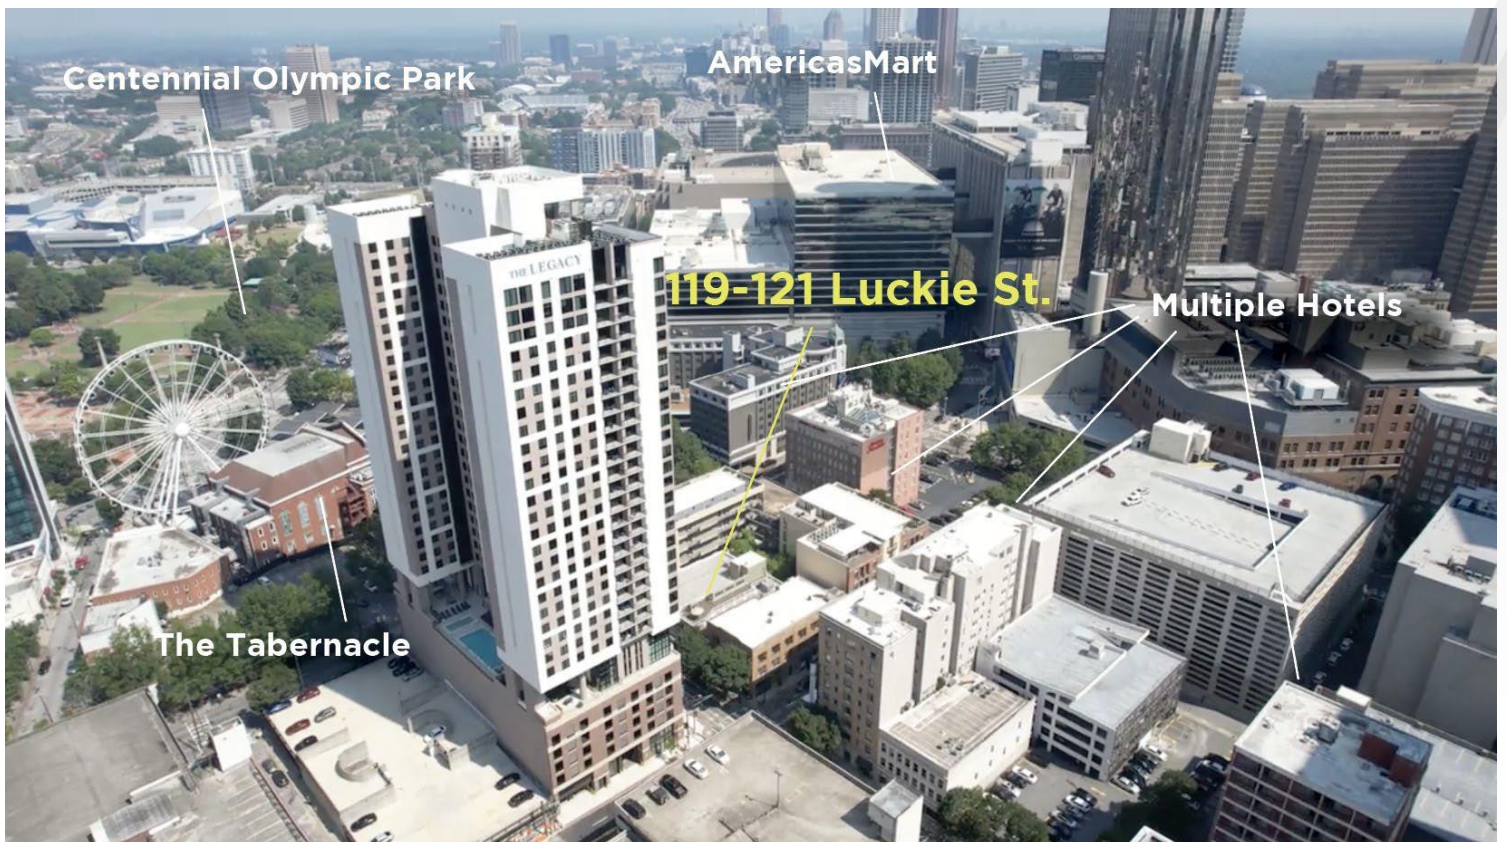 Centennial Olympic Park
AmericasMart
THE LEGACY
119-121 Luckie St.
Multiple Hotels
The Tabernacle